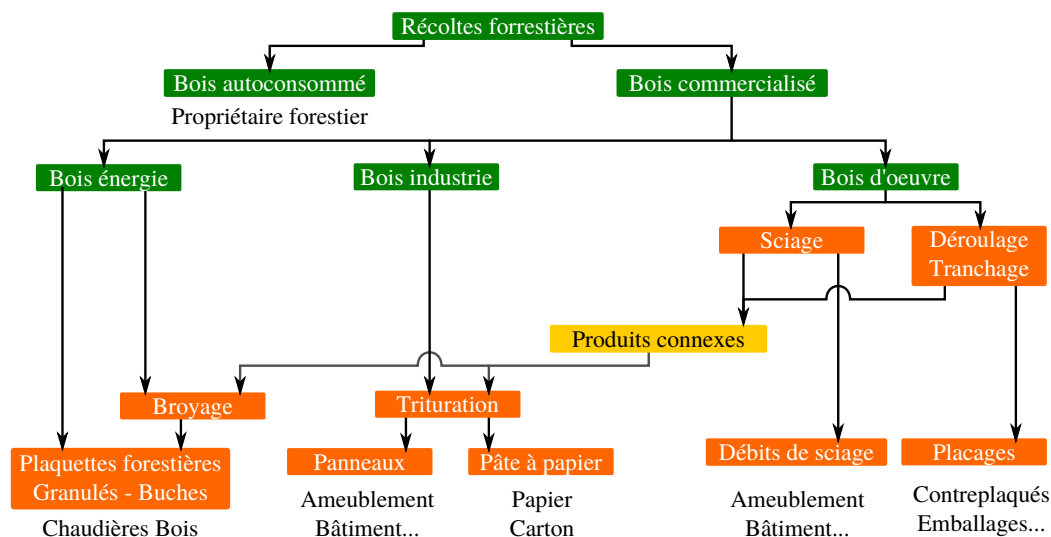 Récoltes forrestières
Bois autoconsommé
Bois commercialisé
Propriétaire forestier
Bois énergie
Bois industrie
Bois d'oeuvre
Sciage
Déroulage
Tranchage
Produits connexes
Broyage
Trituration
Plaquettes forestières
Granulés - Buches
Panneaux
Pâte à papier
Débits de sciage
Placages
Chaudières Bois
Ameublement
Bâtiment...
Papier
Carton
Ameublement
Bâtiment...
Contreplaqués
Emballages...